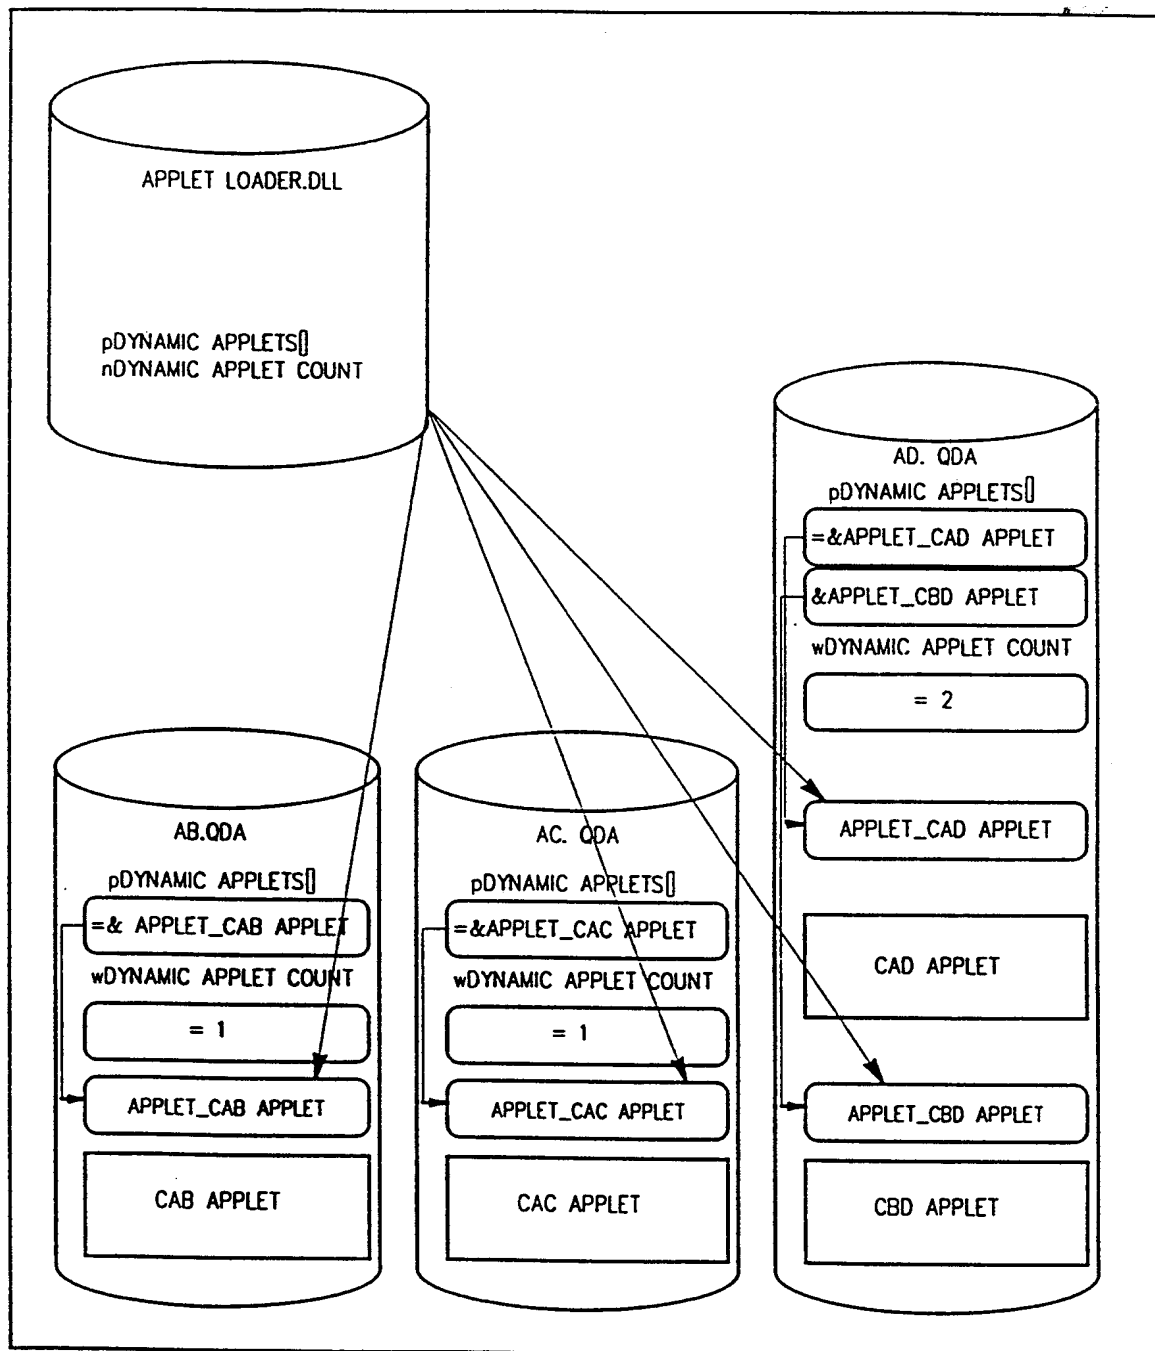 APPLET LOADER.DLL
pDYNAMIC APPLETS[]
nDYNAMIC APPLET COUNT
AD. QDA
pDYNAMIC APPLETS[]
=&APPLET_CAD APPLET
&APPLET_CBD APPLET
wDYNAMIC APPLET COUNT
= 2
APPLET_CAD APPLET
CAD APPLET
APPLET_CBD APPLET
CBD APPLET
AB.QDA
pDYNAMIC APPLETS[]
=& APPLET_CAB APPLET
wDYNAMIC APPLET COUNT
= 1
APPLET_CAB APPLET
CAB APPLET
AC. QDA
pDYNAMIC APPLETS[]
=&APPLET_CAC APPLET
wDYNAMIC APPLET COUNT
= 1
APPLET_CAC APPLET
CAC APPLET